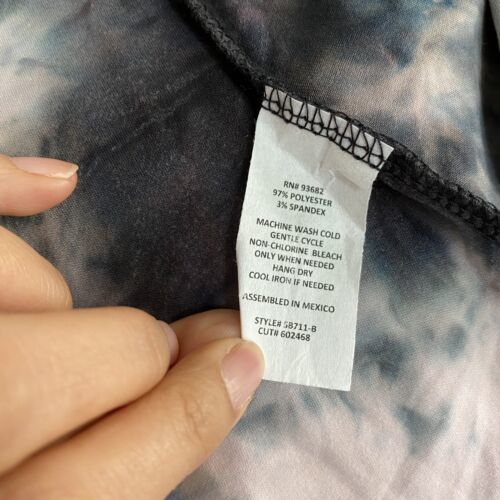 RN# 93682
97% POLYESTER
3% SPANDEX
MACHINE WASH COLD
GENTLE CYCLE
NON-CHLORINE BLEACH
ONLY WHEN NEEDED
HANG DRY
COOL IRON IF NEEDED
ASSEMBLED IN MEXICO
STYLE# 58711-B
CUT# 602468